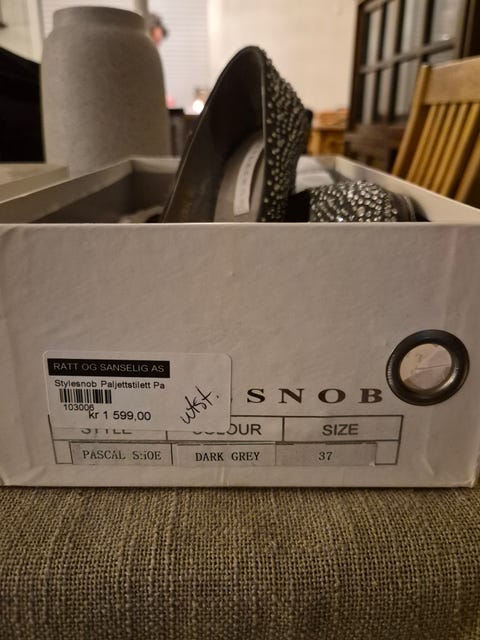 RATT OG SANSELIG AS
Stylesnob Paljettstilett Pa
103006
kr 1 599,00
utst.
SNOB
STYLE COLOUR SIZE
PASCAL SHOE DARK GREY 37